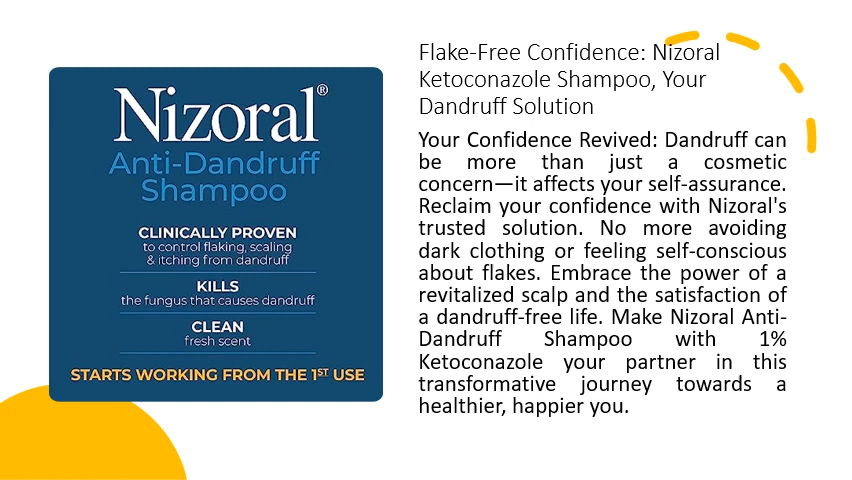 Nizoral®
Anti-Dandruff
Shampoo
CLINICALLY PROVEN
to control flaking, scaling
& itching from dandruff
KILLS
the fungus that causes dandruff
CLEAN
fresh scent
STARTS WORKING FROM THE 1ST USE
Flake-Free Confidence: Nizoral
Ketoconazole Shampoo, Your
Dandruff Solution
Your Confidence Revived: Dandruff can
be more than just a cosmetic
concern—it affects your self-assurance.
Reclaim your confidence with Nizoral's
trusted solution. No more avoiding
dark clothing or feeling self-conscious
about flakes. Embrace the power of a
revitalized scalp and the satisfaction of
a dandruff-free life. Make Nizoral Anti-
Dandruff Shampoo with 1%
Ketoconazole your partner in this
transformative journey towards a
healthier, happier you.